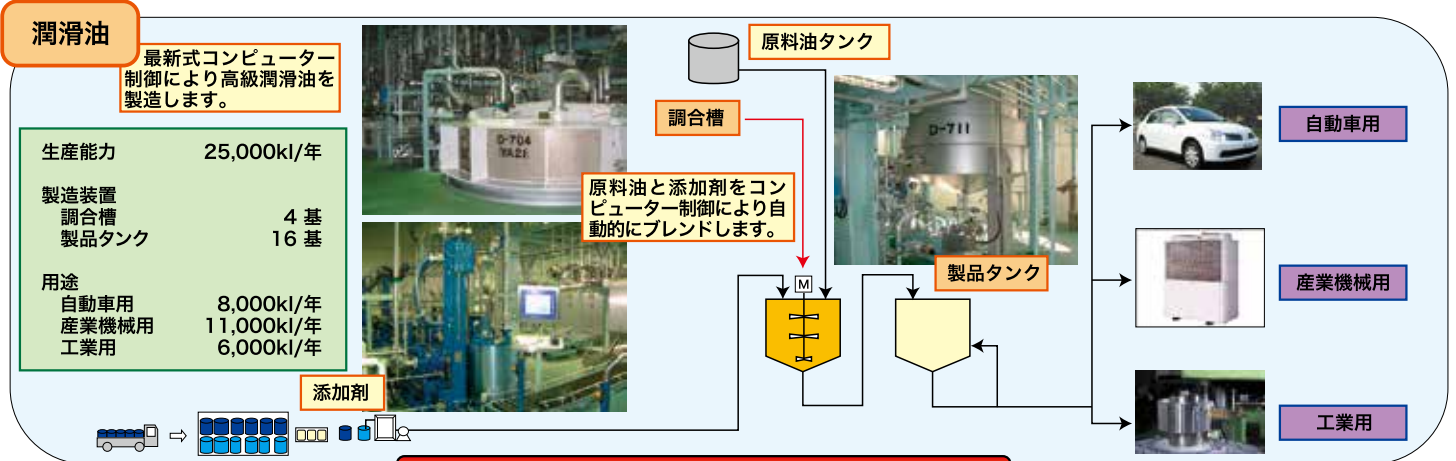 潤滑油
最新式コンピューター
制御により高級潤滑油を
製造します。
生産能力 25,000kl/年
製造装置
調合槽 4 基
製品タンク 16 基
用途
自動車用 8,000kl/年
産業機械用 11,000kl/年
工業用 6,000kl/年
D-704
原料油タンク
調合槽
原料油と添加剤をコン
ピューター制御により自
動的にブレンドします。
D-711
製品タンク
M
添加剤
自動車用
産業機械用
工業用